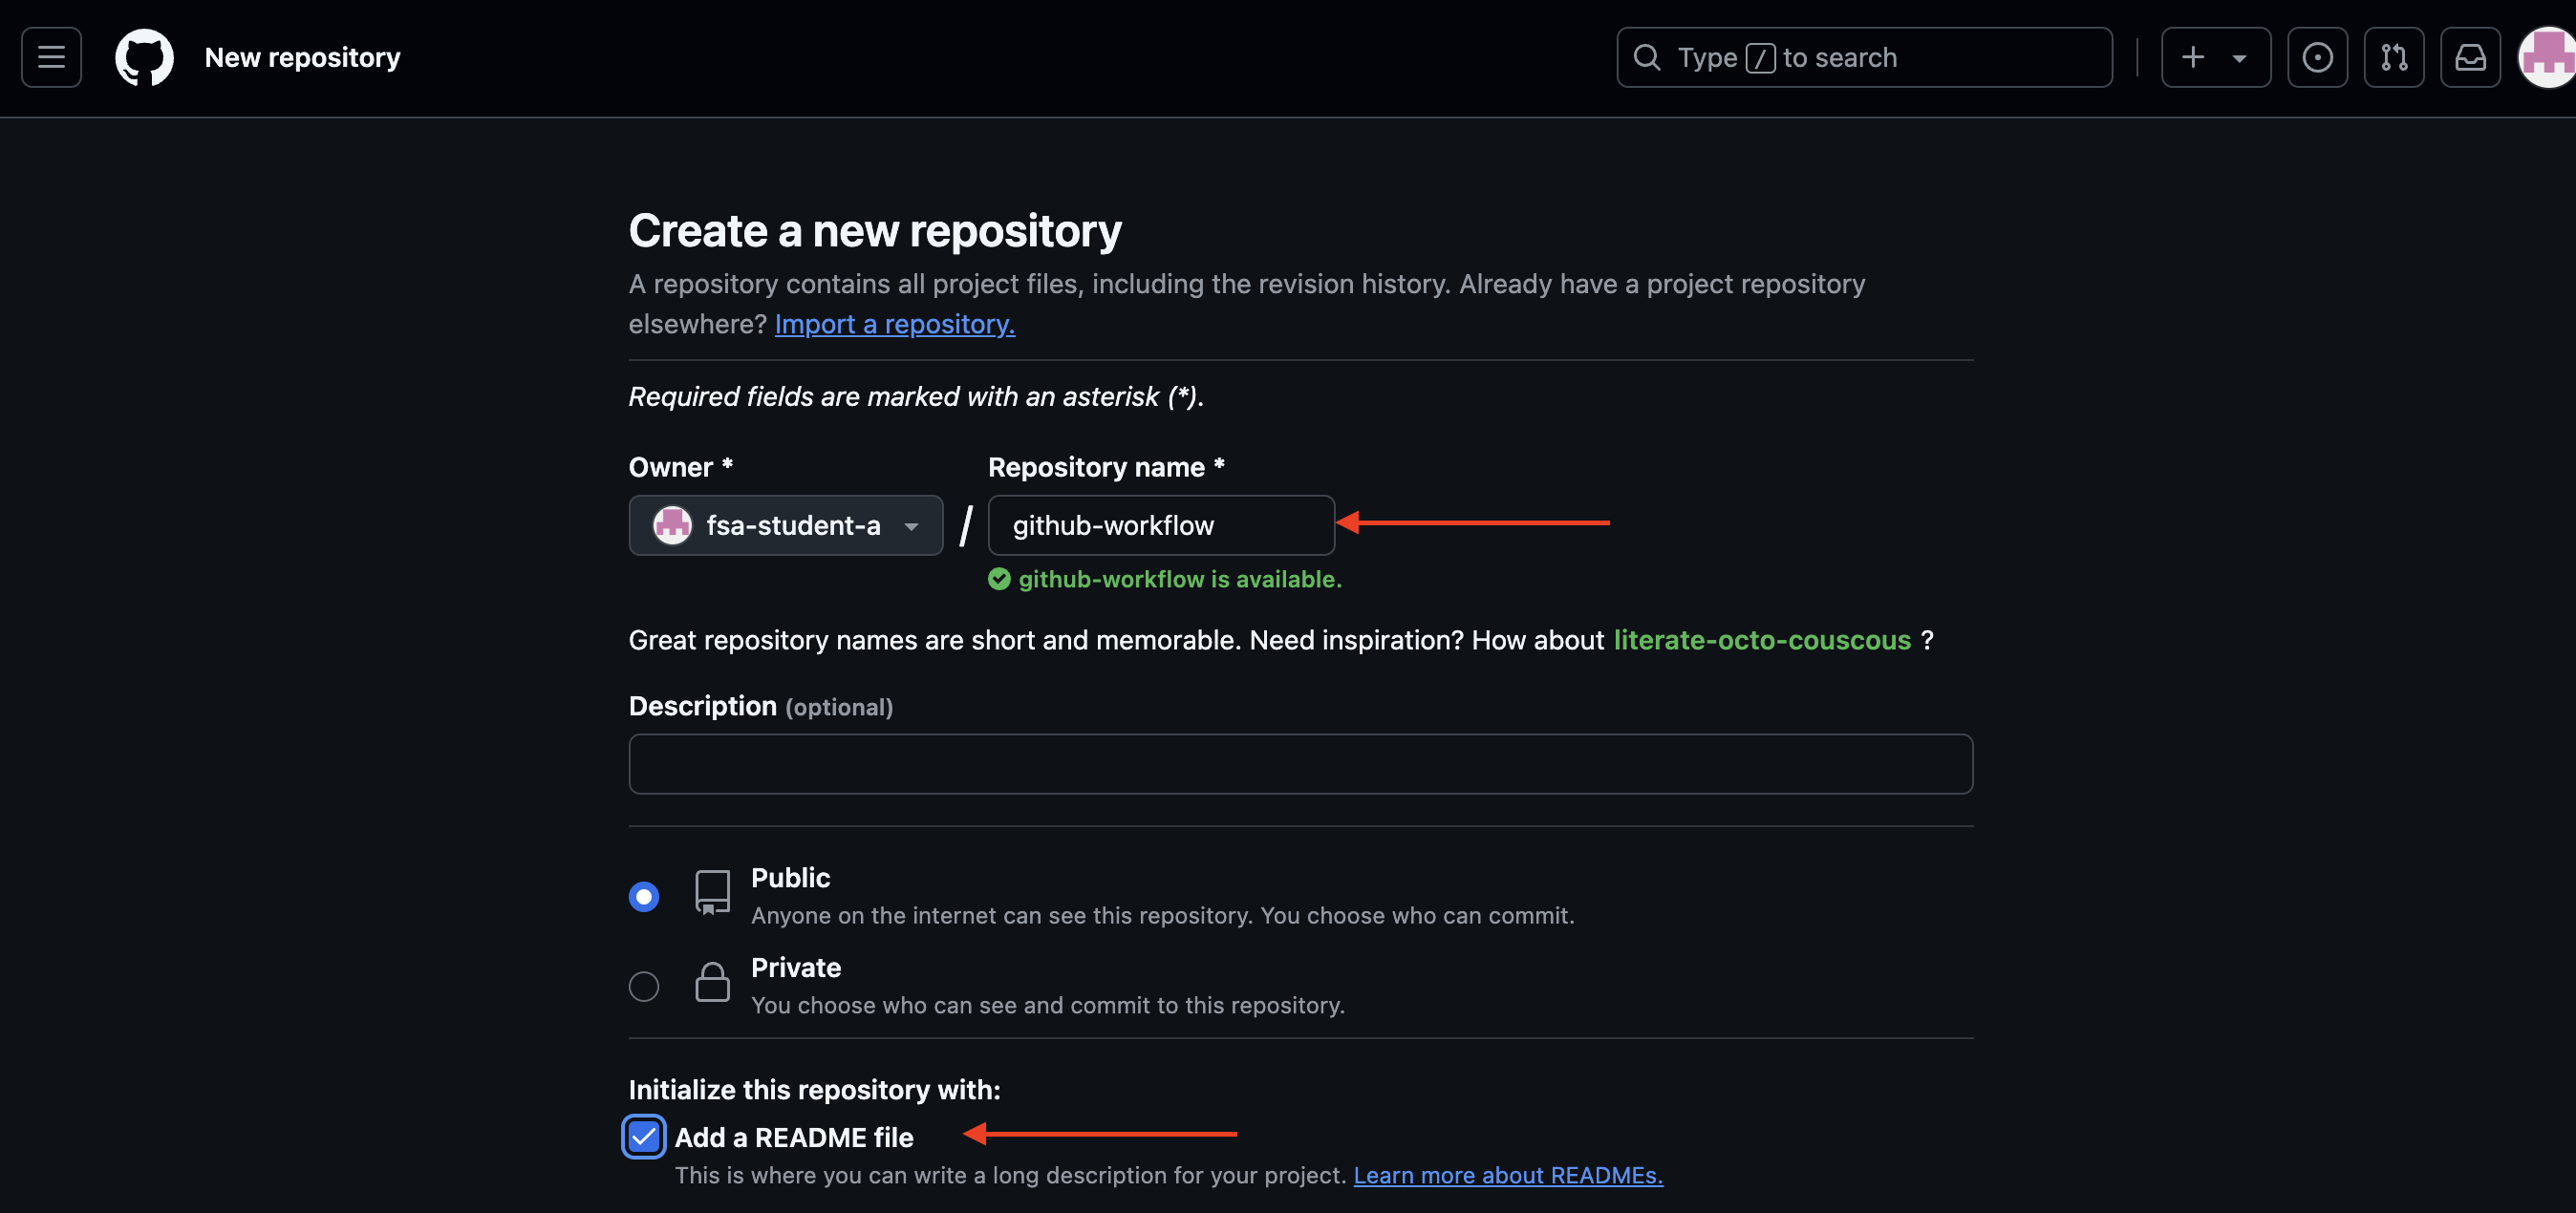 New repository
Type / to search
Create a new repository
A repository contains all project files, including the revision history. Already have a project repository
elsewhere? Import a repository.
Required fields are marked with an asterisk (*).
Owner *
Repository name *
fsa-student-a / github-workflow
github-workflow is available.
Great repository names are short and memorable. Need inspiration? How about literate-octo-couscous ?
Description (optional)
Public
Anyone on the internet can see this repository. You choose who can commit.
Private
You choose who can see and commit to this repository.
Initialize this repository with:
Add a README file
This is where you can write a long description for your project. Learn more about READMEs.